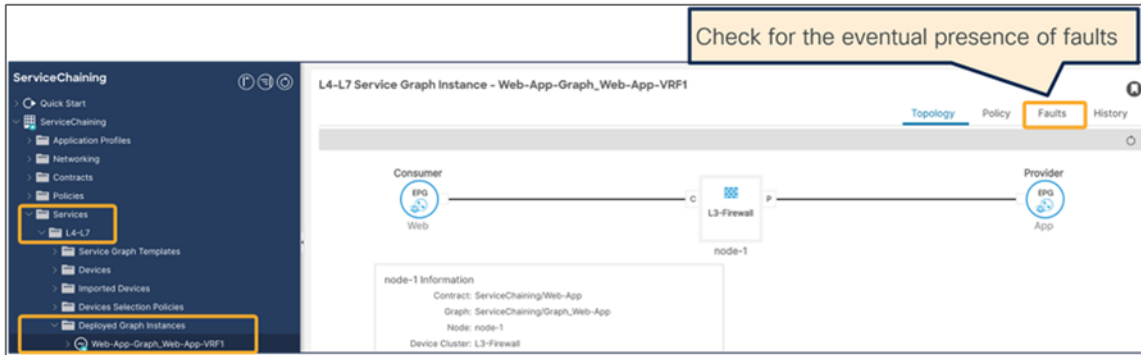 Check for the eventual presence of faults
ServiceChaining
Quick Start
ServiceChaining
Application Profiles
Networking
Contracts
Policies
Services
L4-L7
Service Graph Templates
Devices
Imported Devices
Devices Selection Policies
Deployed Graph Instances
Web-App-Graph_Web-App-VRF1
L4-L7 Service Graph Instance - Web-App-Graph_Web-App-VRF1
Topology Policy Faults History
Consumer
EPG
Web
C
L3-Firewall
P
node-1
Provider
EPG
App
node-1 Information
Contract: ServiceChaining/Web-App
Graph: ServiceChaining/Graph_Web-App
Node: node-1
Device Cluster: L3-Firewall